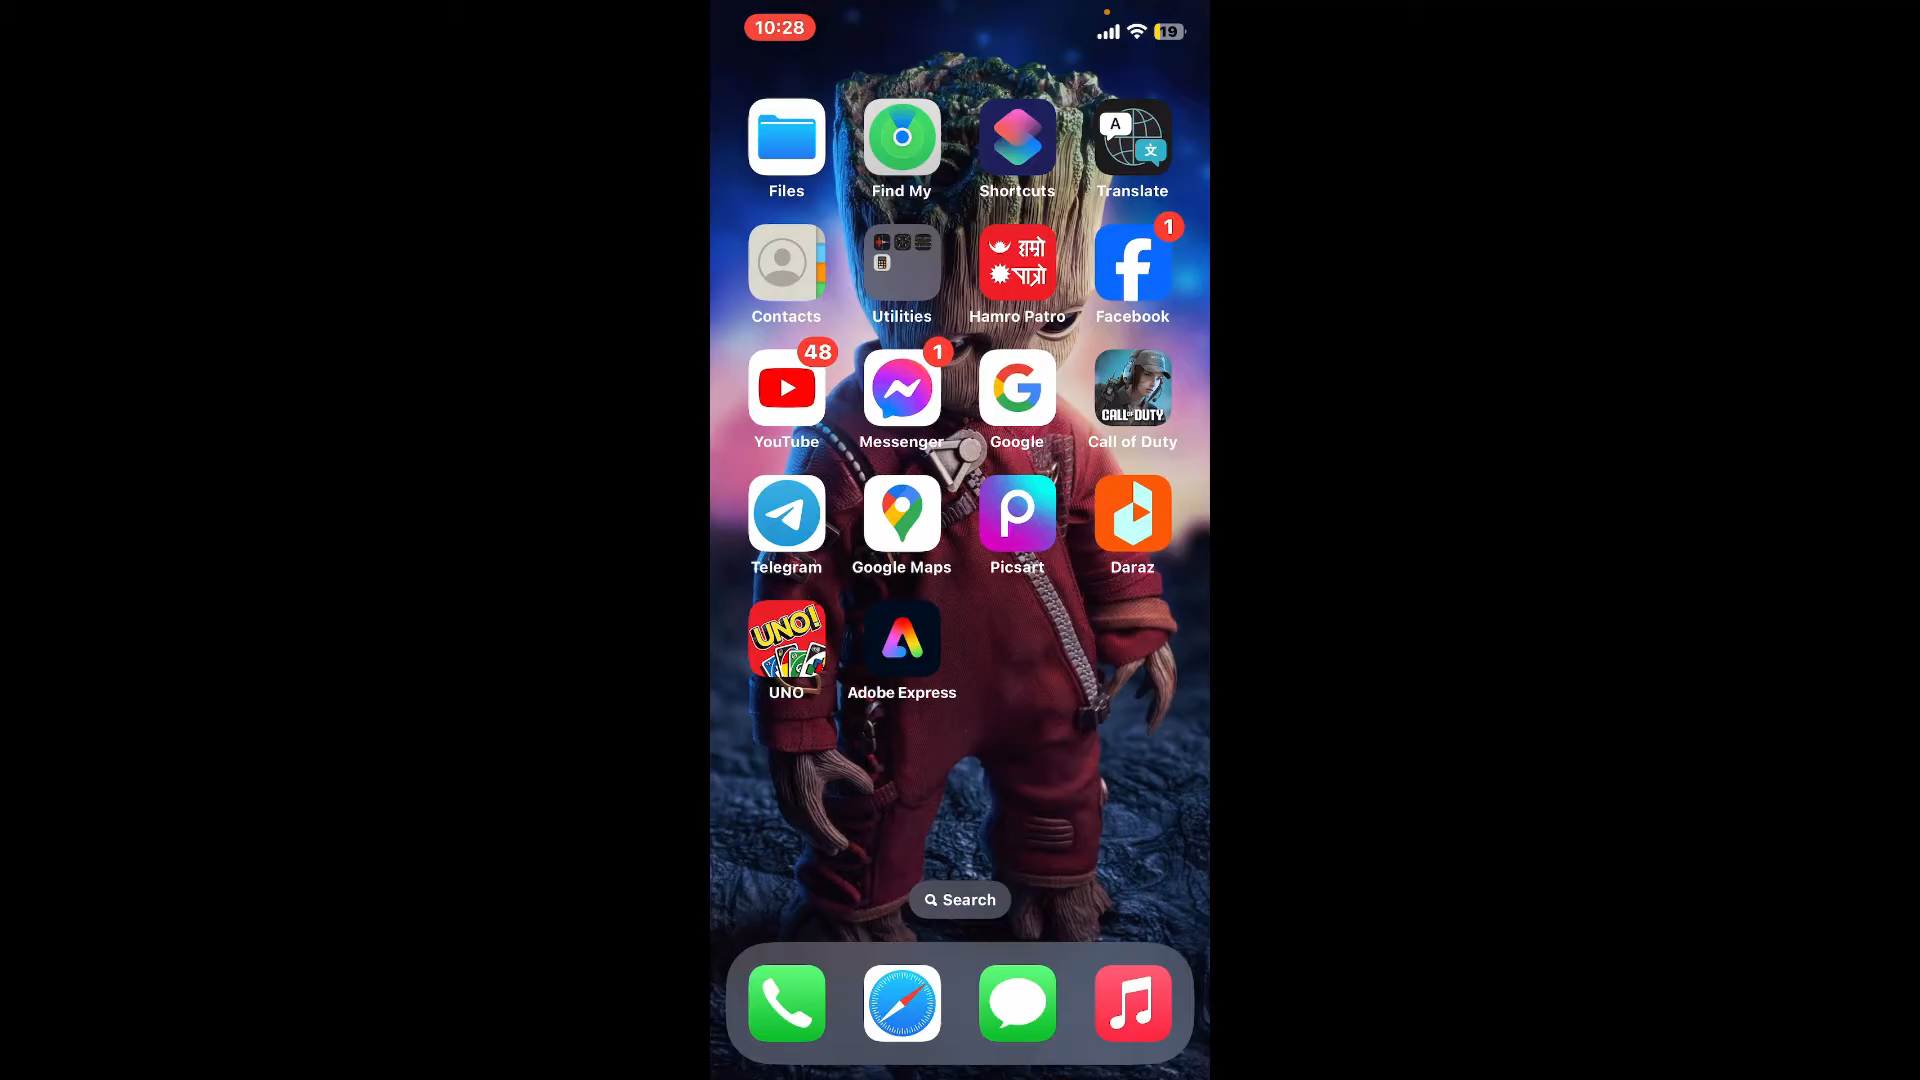 10:28
19
A
文
Files
Find My
Shortcuts
Translate
हाम्रो
पात्रो
1
Contacts
Utilities
Hamro Patro
Facebook
48
1
CALL OF DUTY
YouTube
Messenger
Google
Call of Duty
Telegram
Google Maps
Picsart
Daraz
UNO!
UNO
Adobe Express
Search